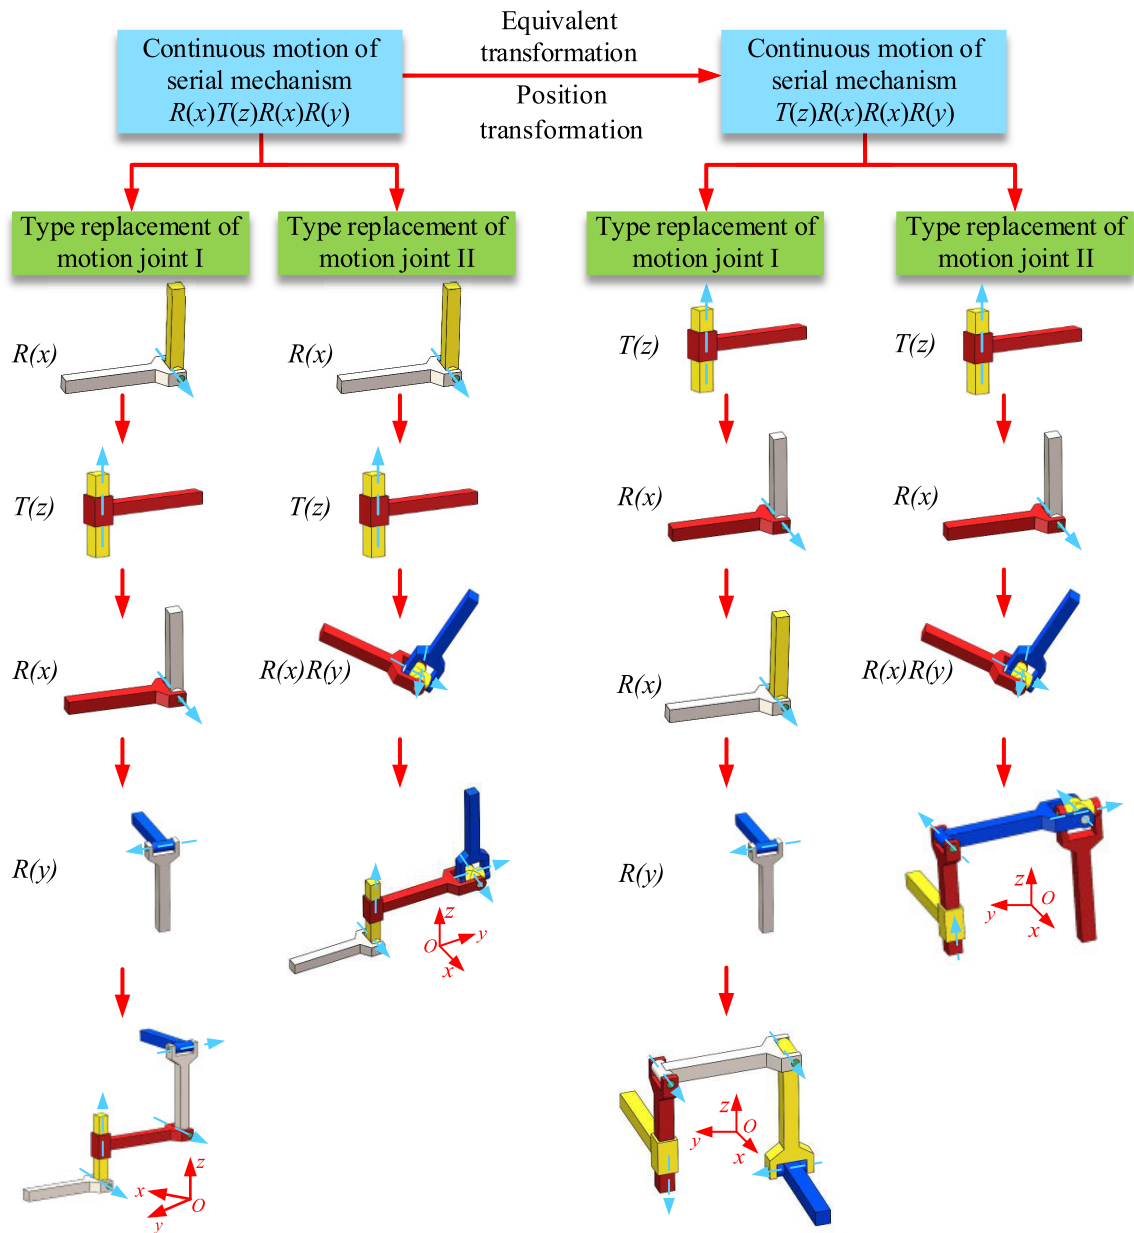 Equivalent
transformation
Position
transformation
Continuous motion of
serial mechanism
R(x)T(z)R(x)R(y)
Continuous motion of
serial mechanism
T(z)R(x)R(x)R(y)
Type replacement of
motion joint I
Type replacement of
motion joint II
Type replacement of
motion joint I
Type replacement of
motion joint II
R(x)
R(x)
T(z)
T(z)
T(z)
T(z)
R(x)
R(x)
R(x)
R(x)R(y)
R(x)
R(x)R(y)
R(y)
R(y)
z
O
y
x
z
O
y
x
z
O
y
x
z
x
O
y